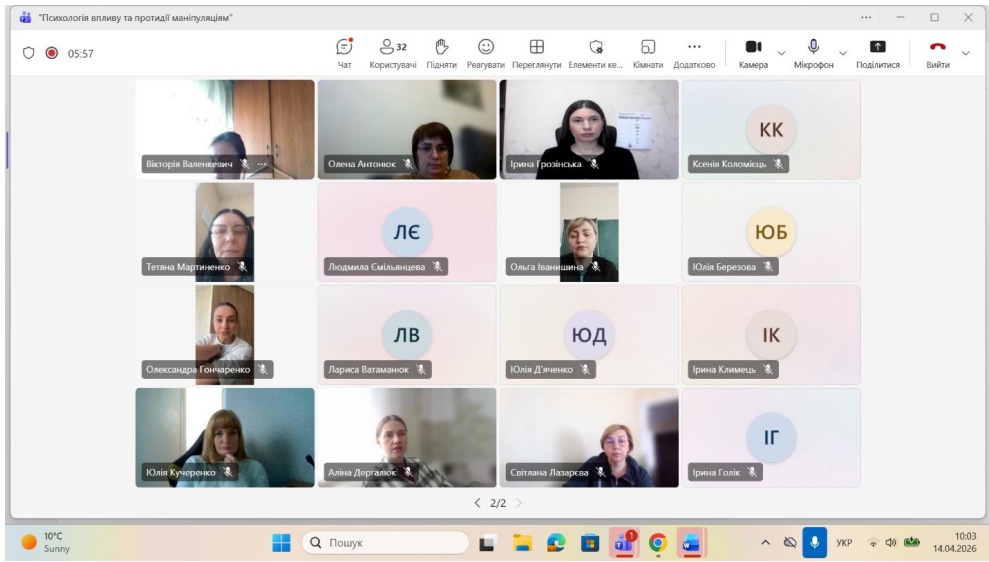 "Психологія впливу та протидії маніпуляціям"
05:57
32
Чат Користувачі Підняти Реагувати Переглянути Елементи ке... Кімнати Додатково Камера Мікрофон Поділитися Вийти
КК
Вікторія Валенкевич Олена Антонюк Ірина Грозінська Ксенія Коломієць
ЛЄ ЮБ
Тетяна Мартиненко Людмила Ємільянцева Ольга Іванишина Юлія Березова
ЛВ ЮД ІК
Олександра Гончаренко Лариса Ватаманюк Юлія Д'яченко Ірина Климець
ІГ
Юлія Кучеренко Аліна Дергалюк Світлана Лазарєва Ірина Голік
2/2
10°C
Sunny
Пошук
1
УКР
10:03
14.04.2026